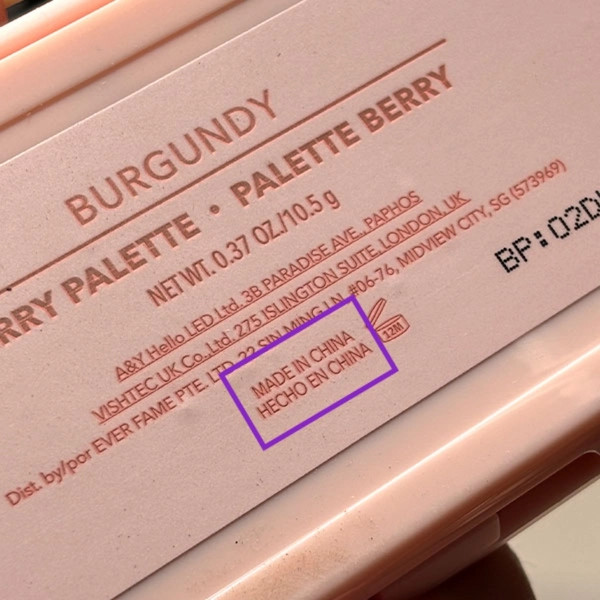 BURGUNDY
RRY PALETTE • PALETTE BERRY
NET WT. 0.37 OZ./10.5 g
A&Y Hello LED Ltd. 3B PARADISE AVE., PAPHOS
VISHTEC UK Co.,Ltd. 275 ISLINGTON SUITE, LONDON, UK
Dist. by/por EVER FAME PTE. LTD. 22 SIN MING LN, #06-76, MIDVIEW CITY, SG (573969)
MADE IN CHINA
HECHO EN CHINA
12M
BP:02D